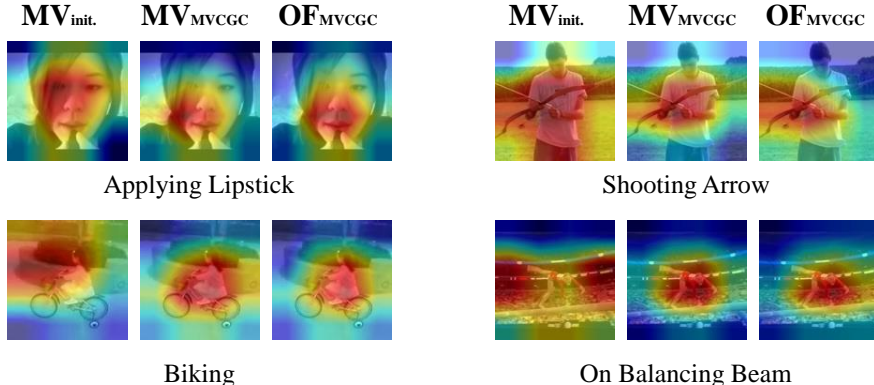 MVinit. MVMVCGC OFMVCGC MVinit. MVMVCGC OFMVCGC
Applying Lipstick Shooting Arrow
Biking On Balancing Beam